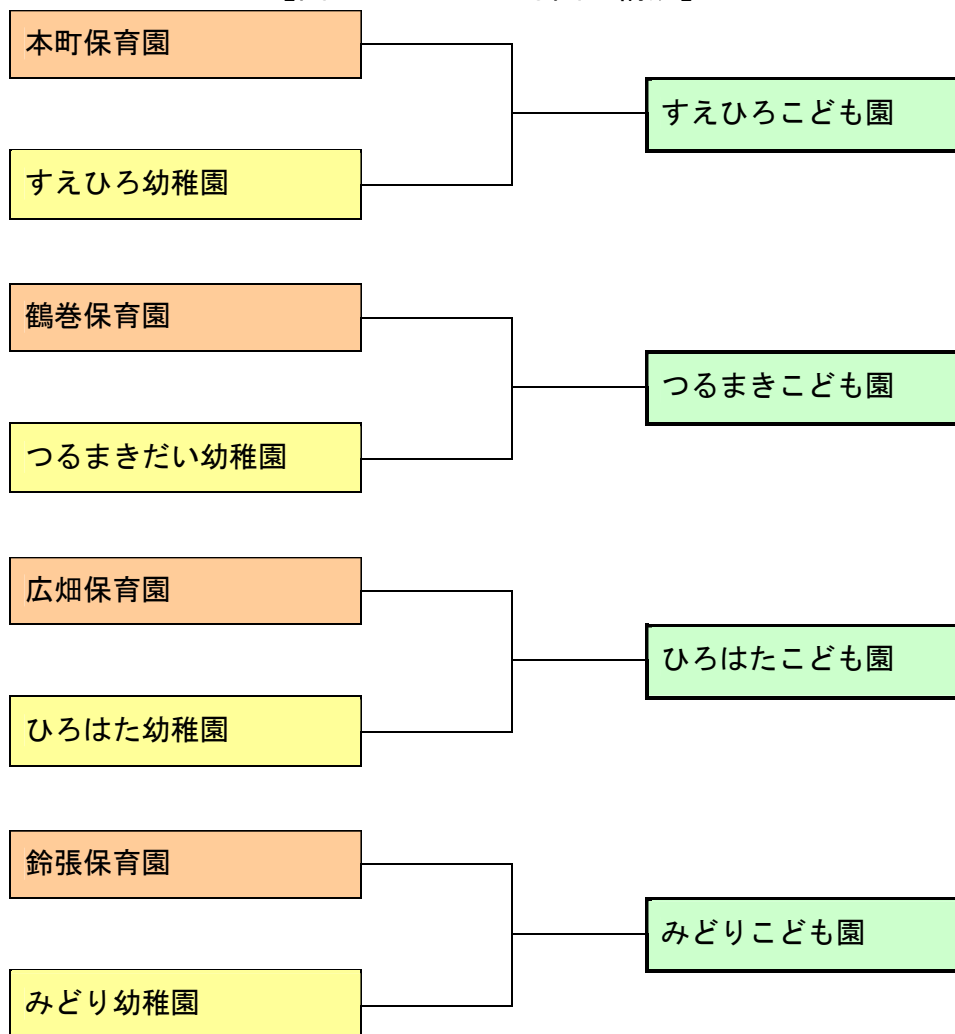 本町保育園
すえひろこども園
すえひろ幼稚園
鶴巻保育園
つるまきこども園
つるまきだい幼稚園
広畑保育園
ひろはたこども園
ひろはた幼稚園
鈴張保育園
みどりこども園
みどり幼稚園